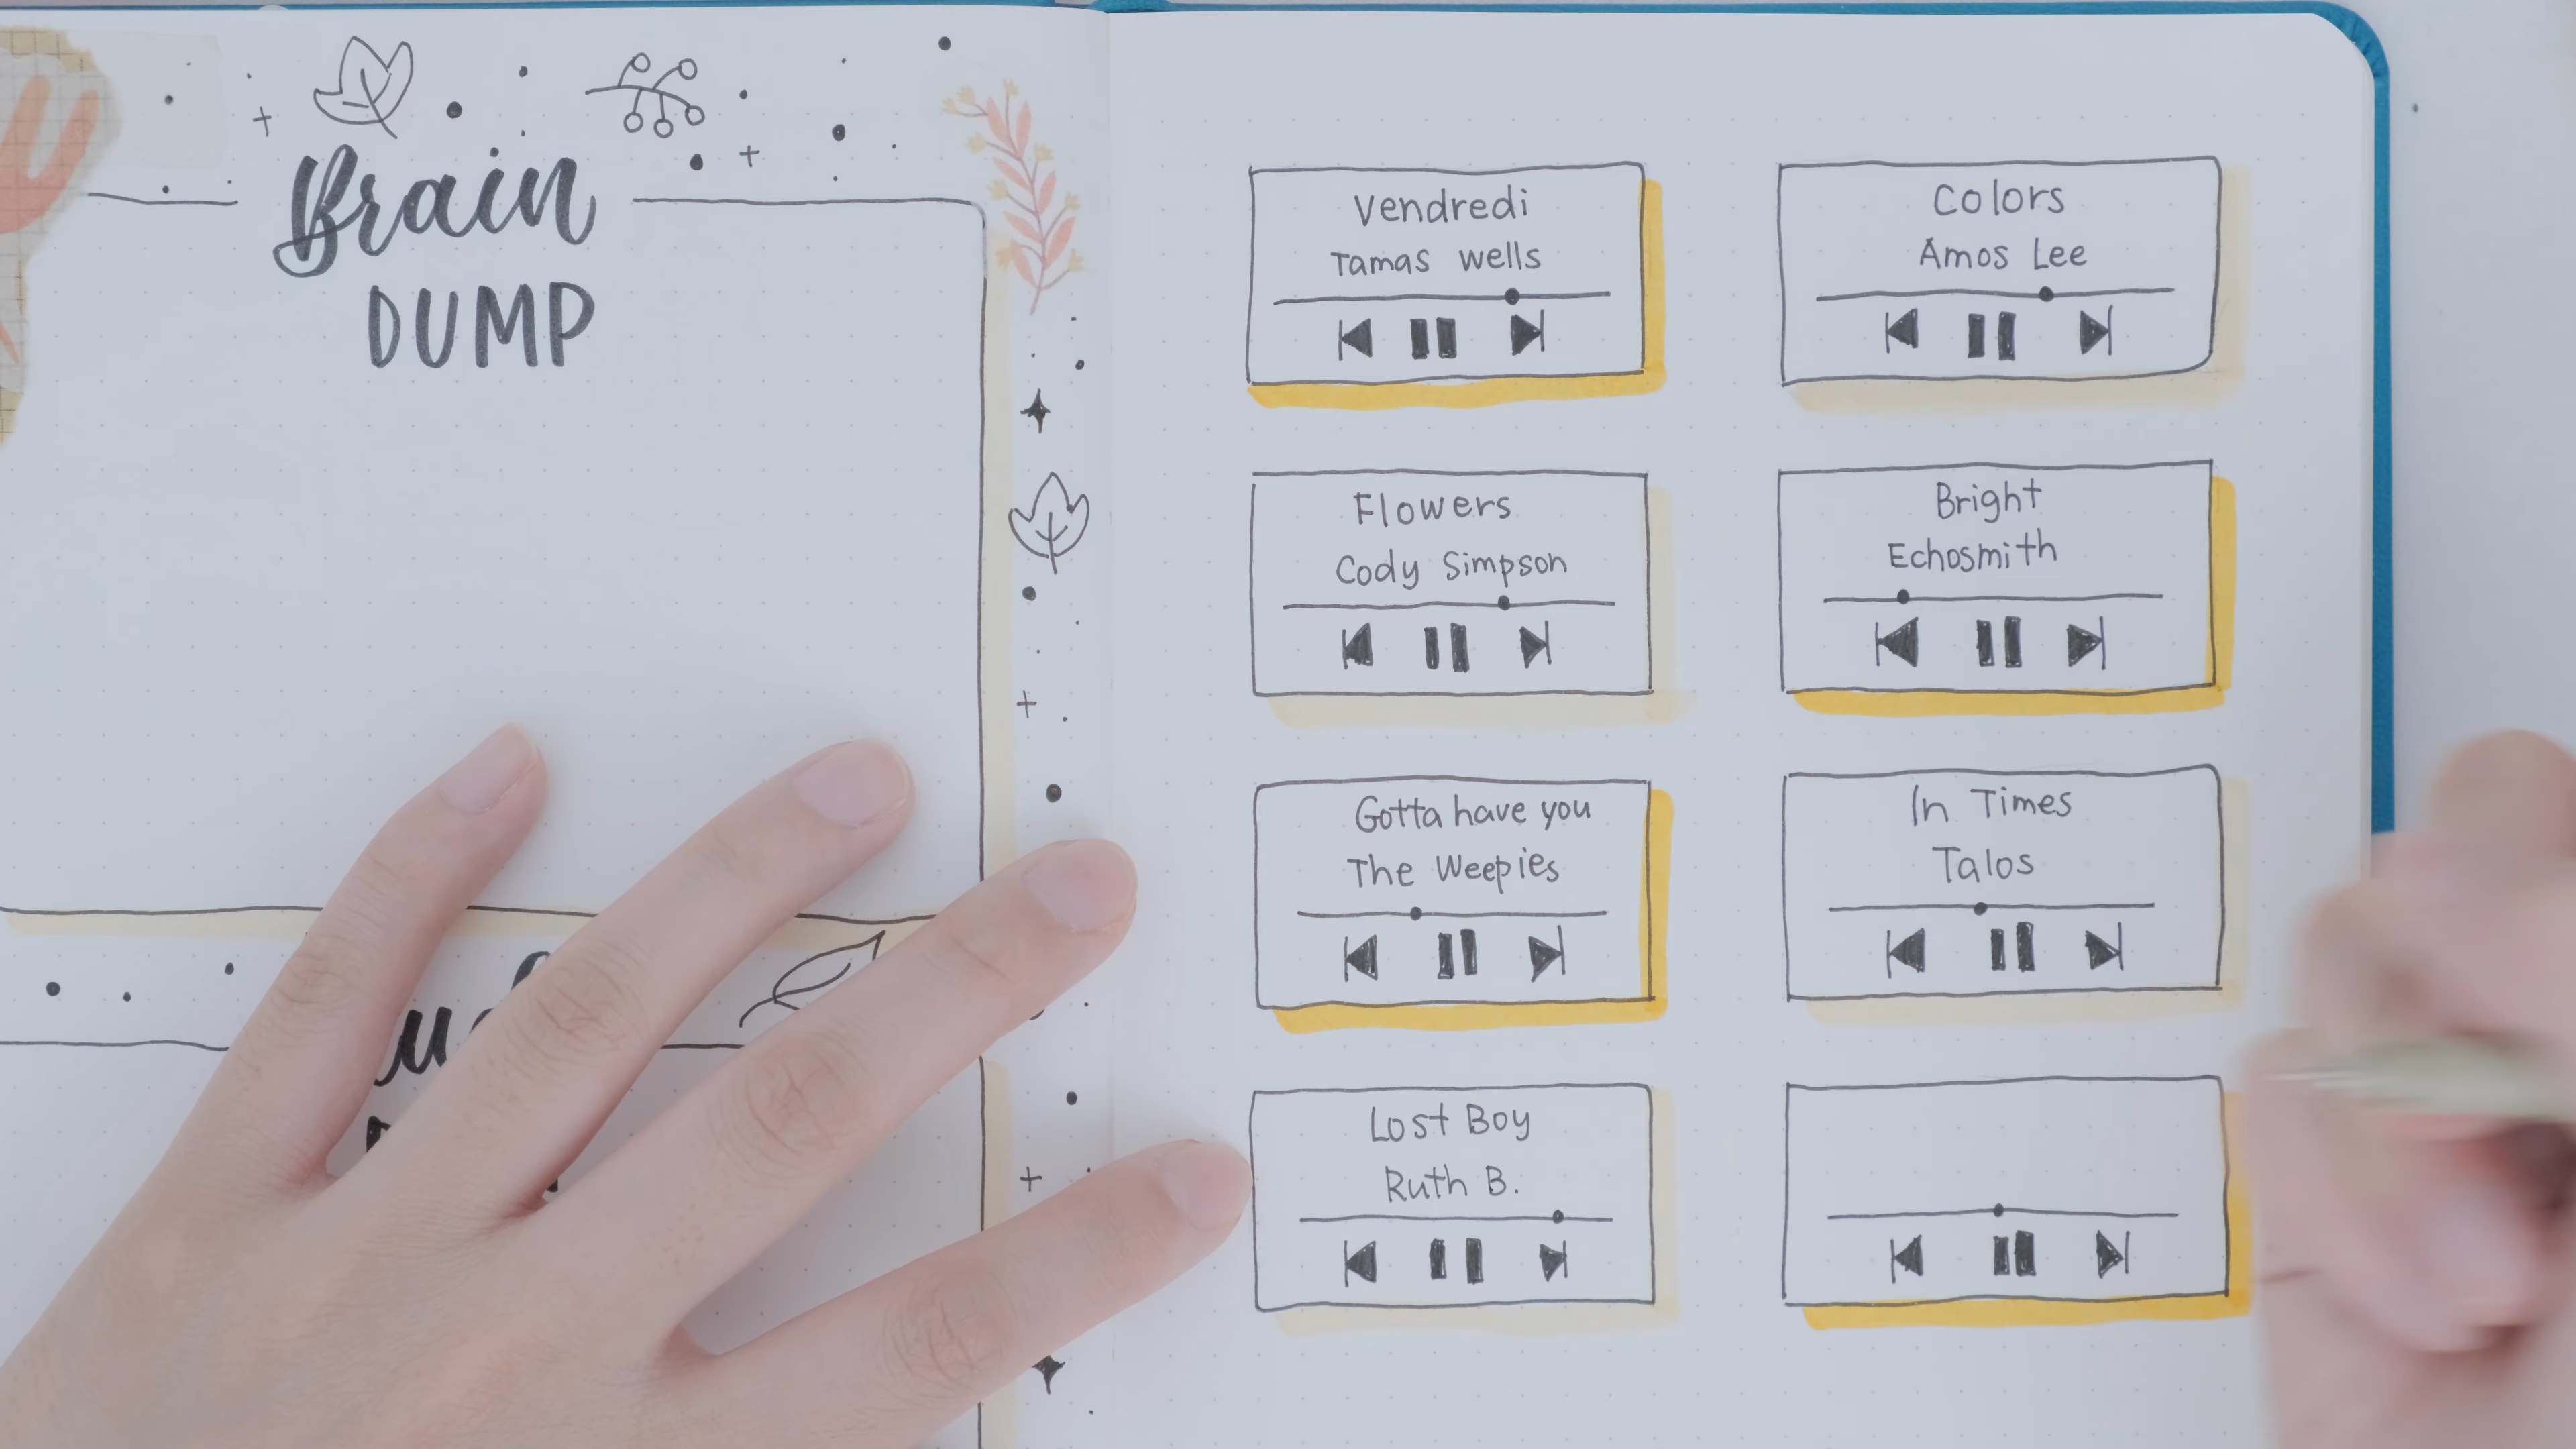 Brain
DUMP
Vendredi
Tamas wells
Colors
Amos Lee
Flowers
Cody Simpson
Bright
Echosmith
Gotta have you
The Weepies
In Times
Talos
Lost Boy
Ruth B.